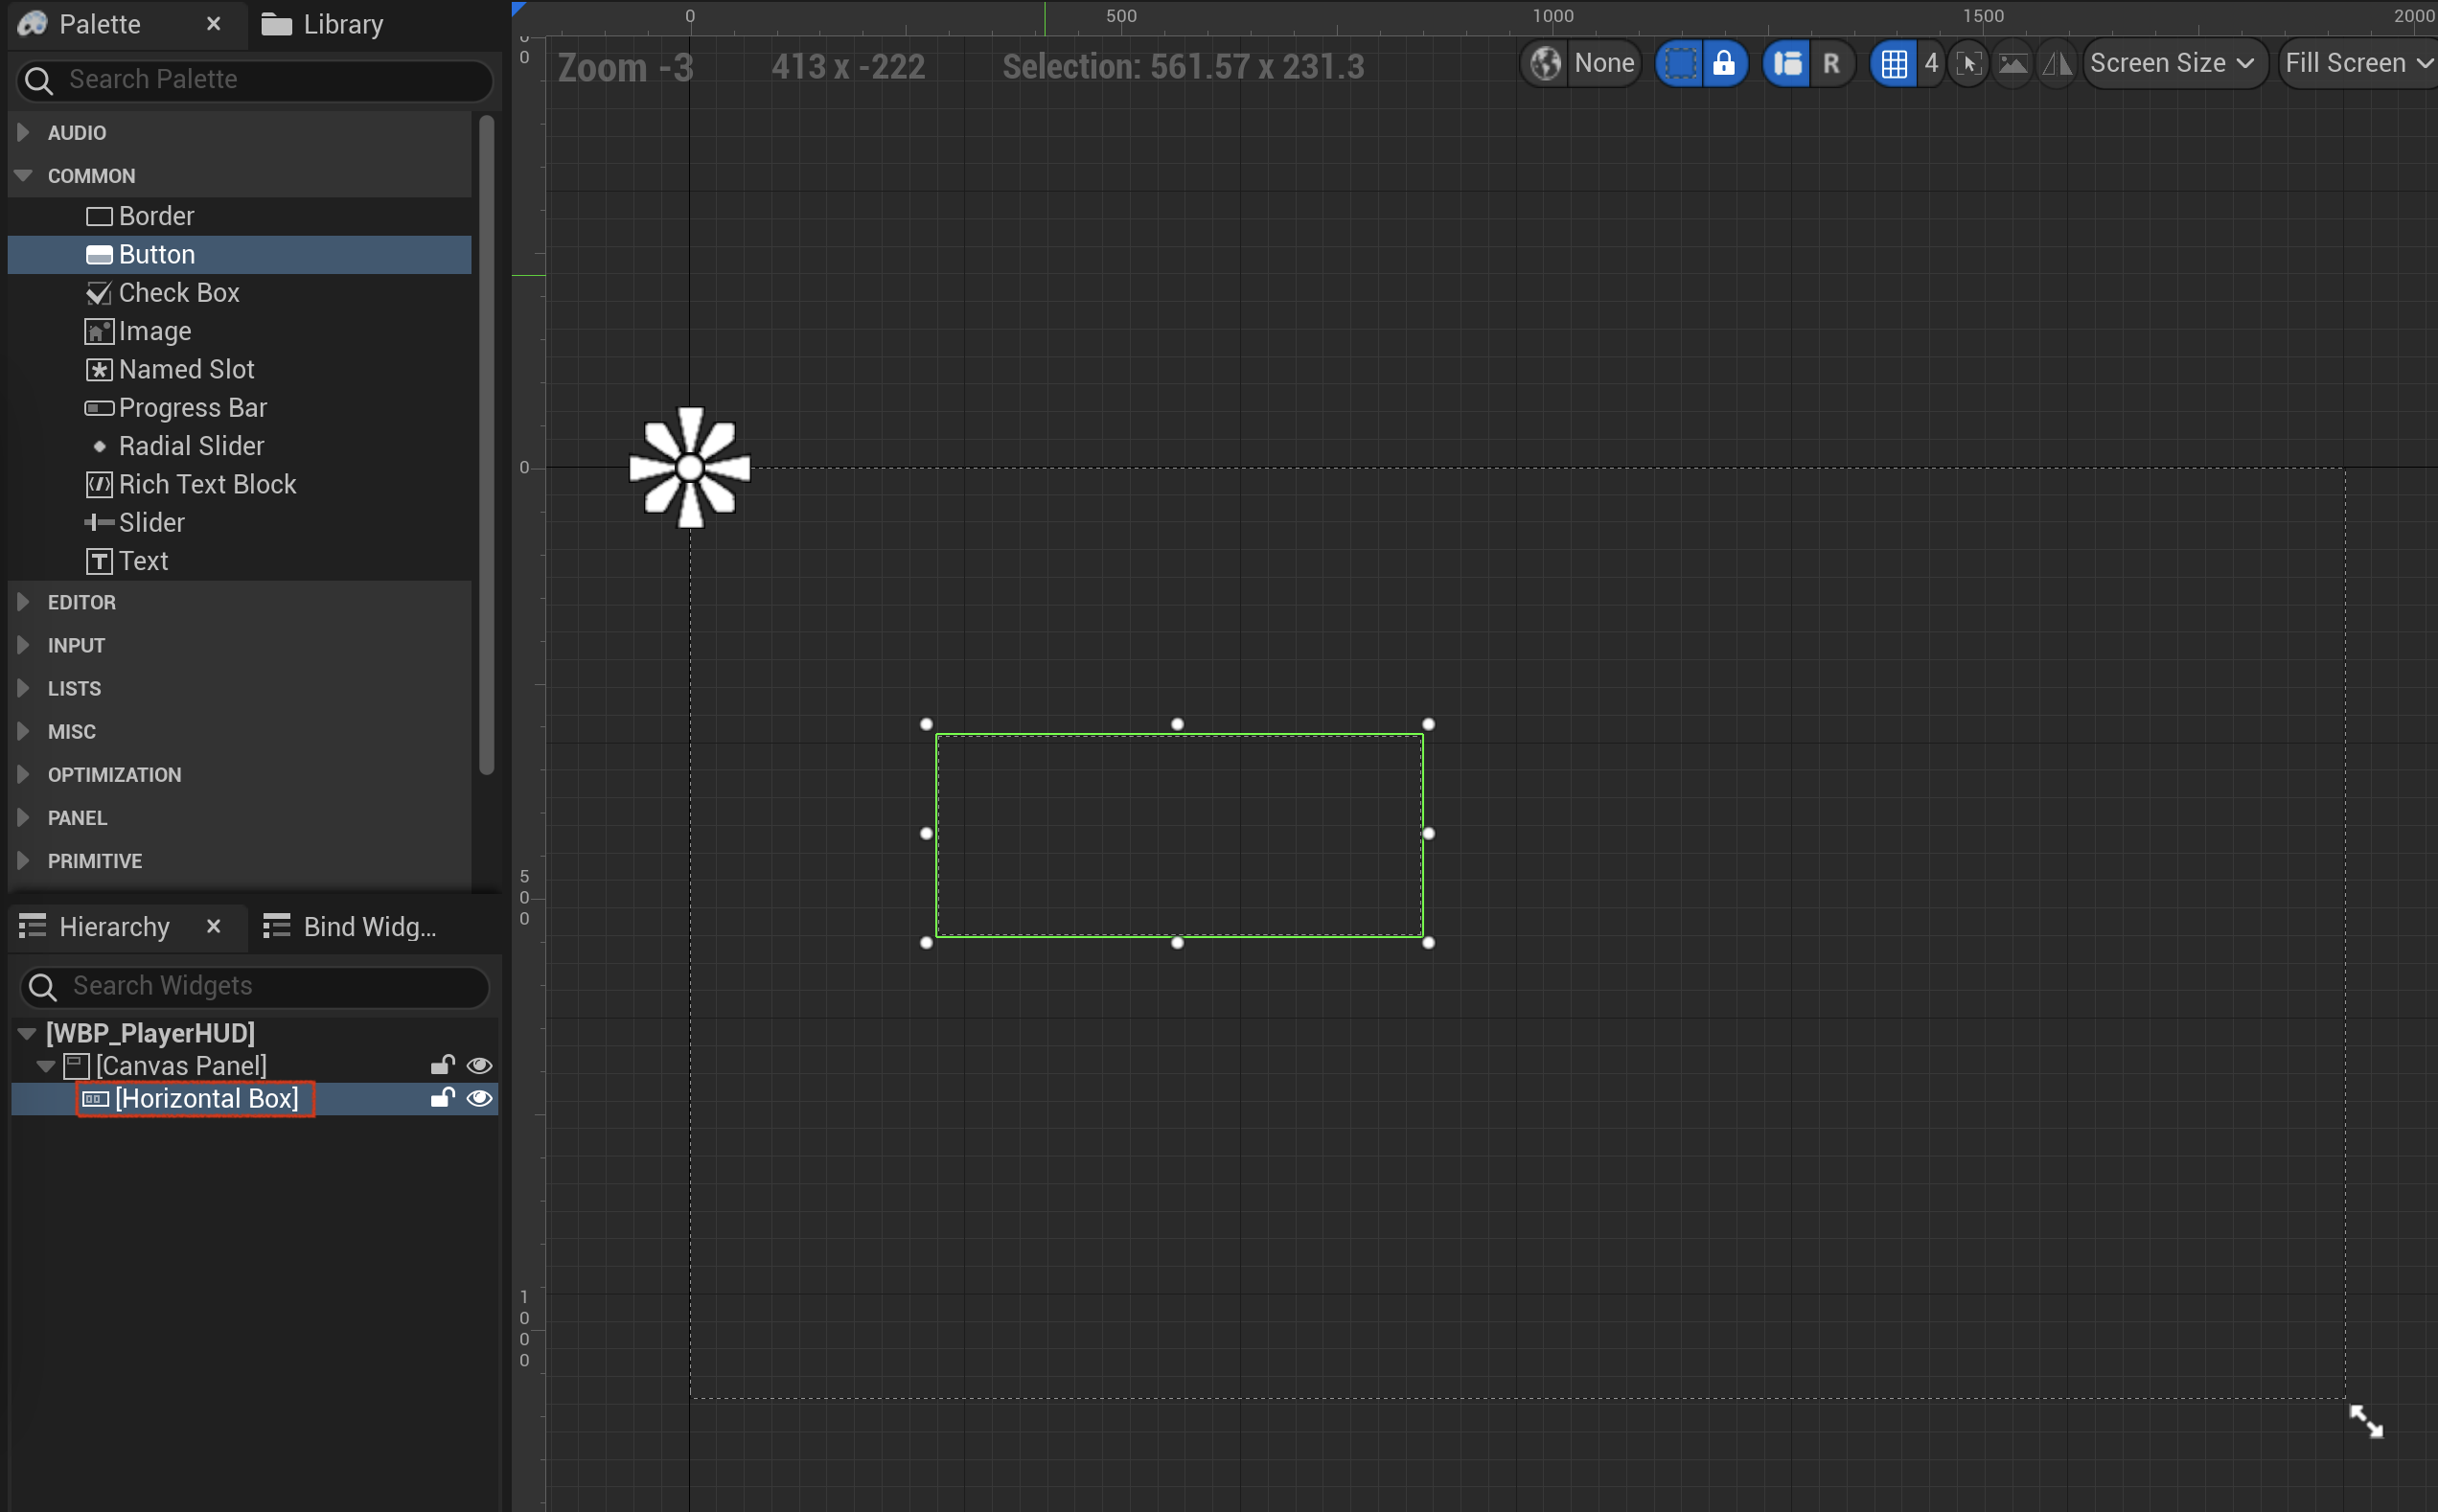 Palette
Library
Search Palette
AUDIO
COMMON
Border
Button
Check Box
Image
Named Slot
Progress Bar
Radial Slider
Rich Text Block
Slider
Text
EDITOR
INPUT
LISTS
MISC
OPTIMIZATION
PANEL
PRIMITIVE
Hierarchy
Bind Widg...
Search Widgets
[WBP_PlayerHUD]
[Canvas Panel]
[Horizontal Box]
0 500 1000 1500 2000
Zoom -3 413 x -222 Selection: 561.57 x 231.3
None R 4 Screen Size Fill Screen
0
0
500
1000